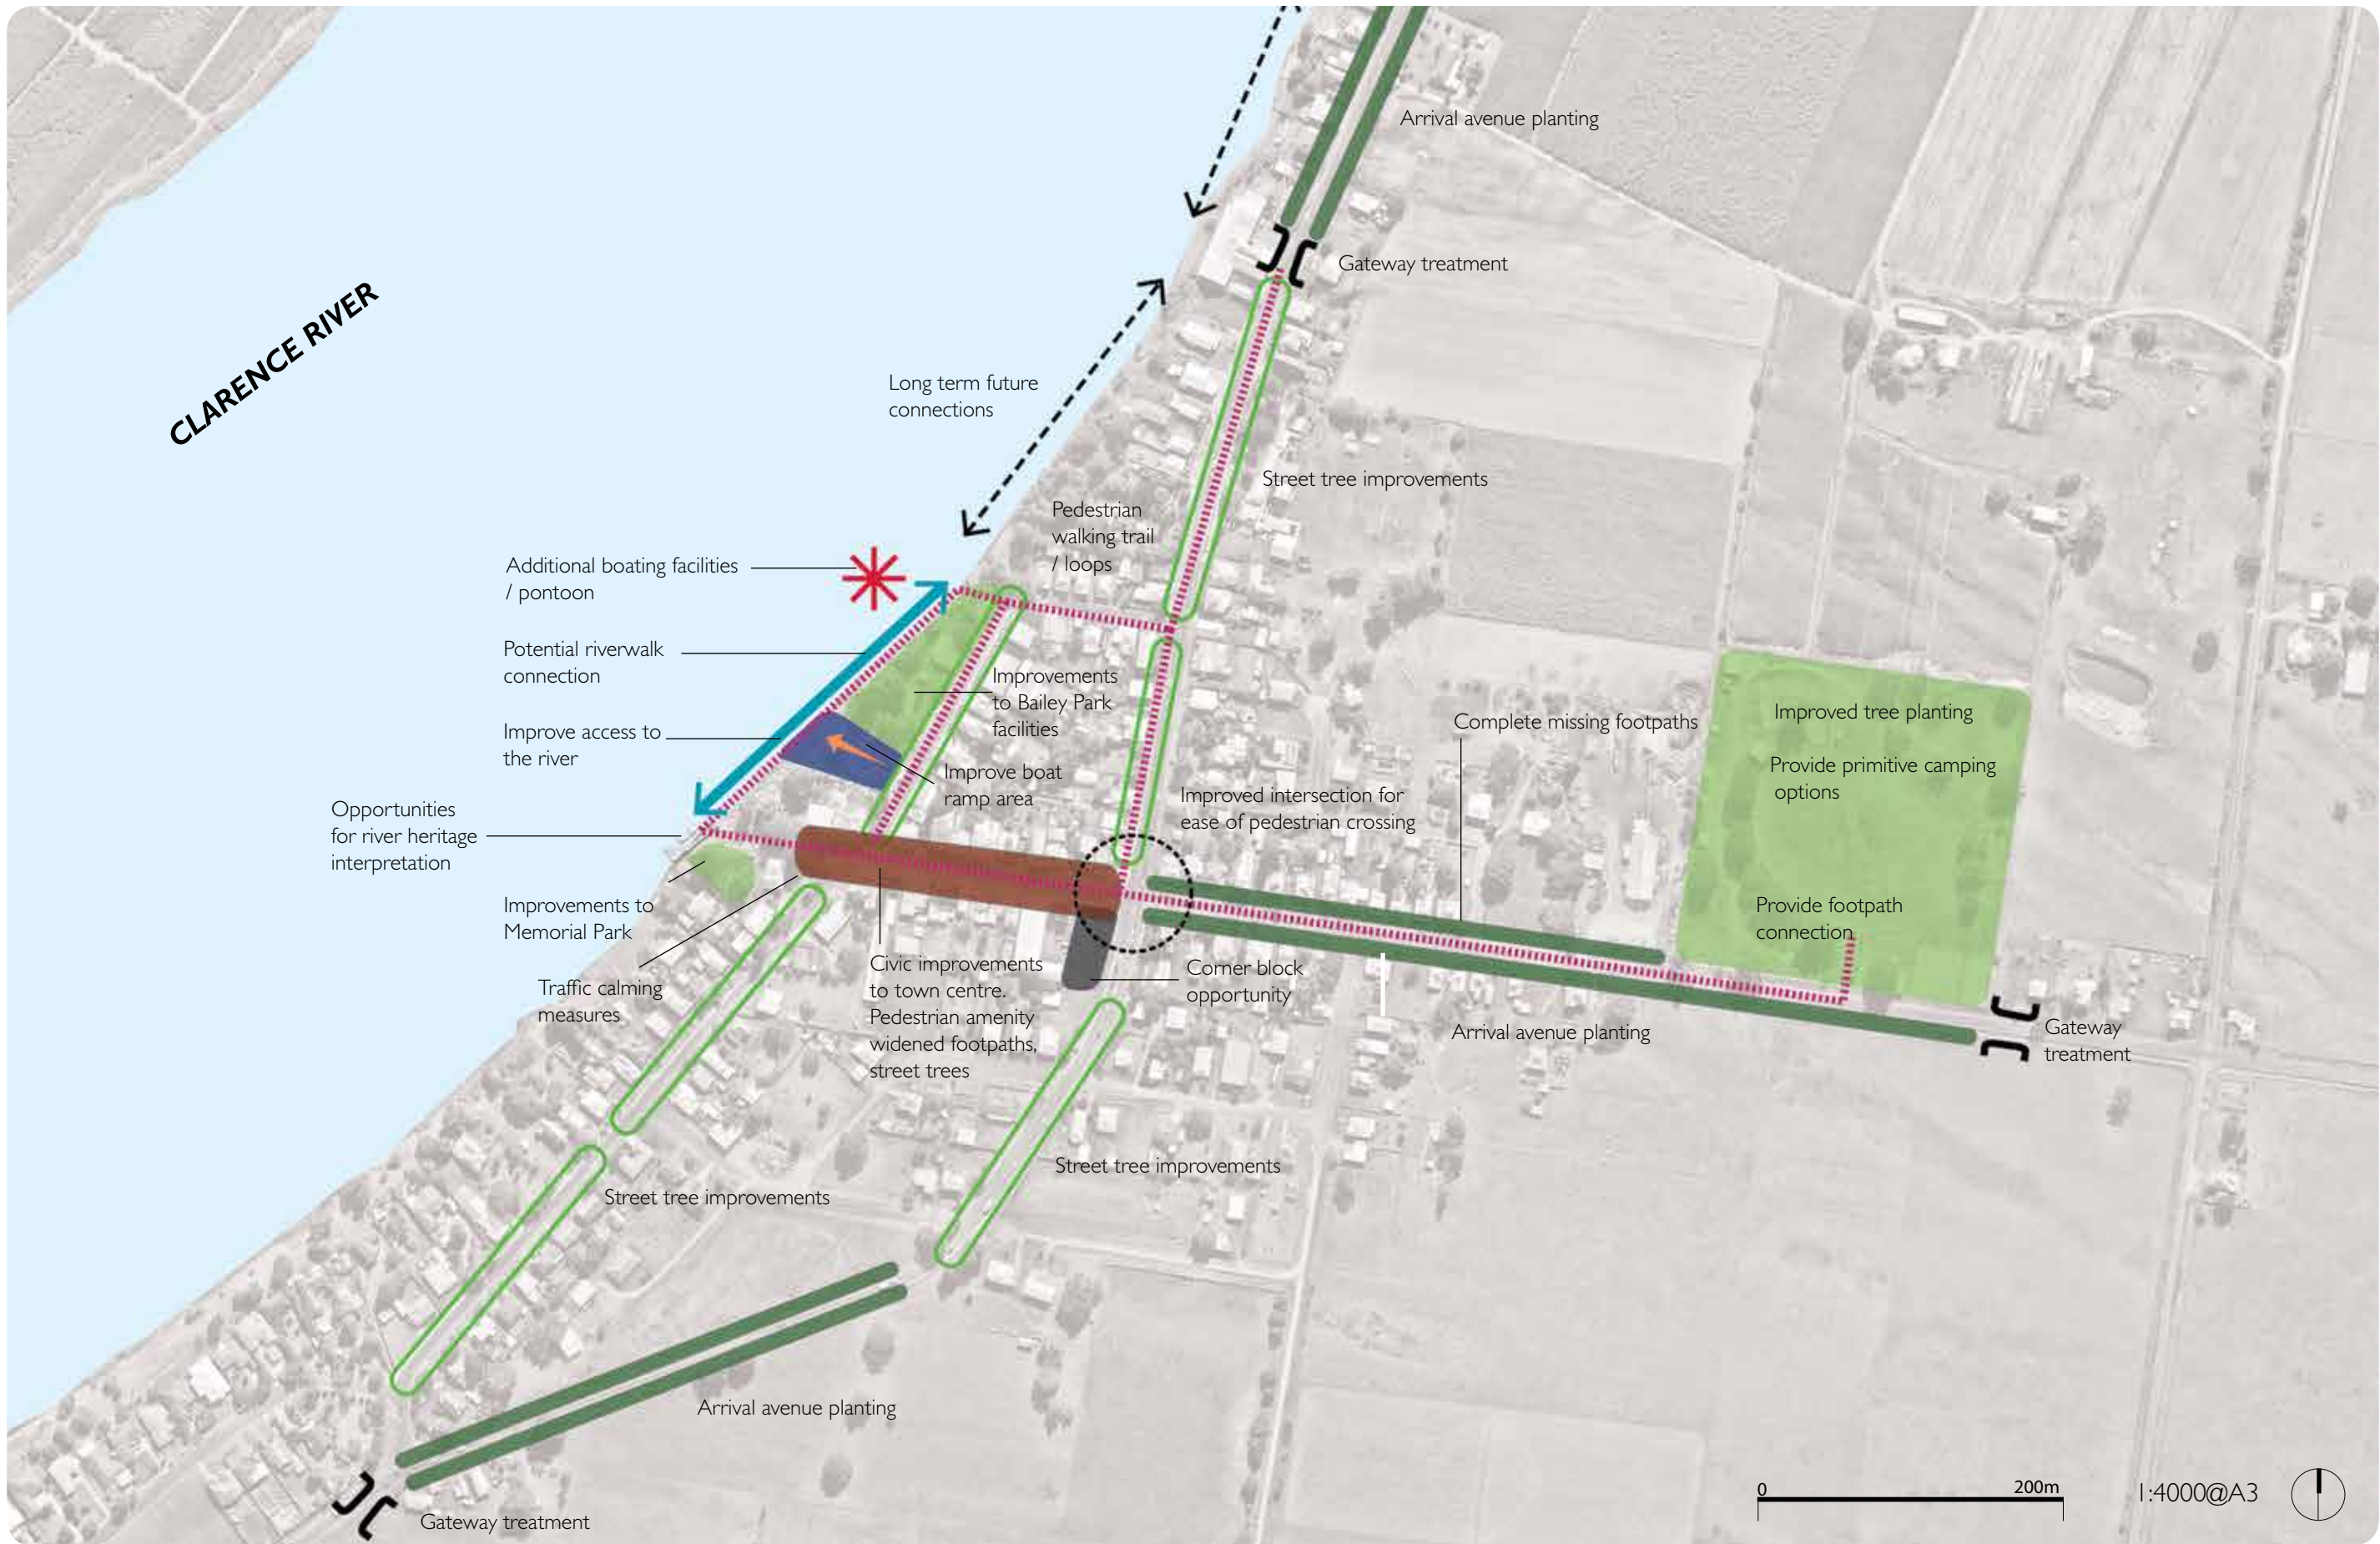 Arrival avenue planting
Gateway treatment
CLARENCE RIVER
Long term future
connections
Street tree improvements
Pedestrian
walking trail
/ loops
Additional boating facilities
/ pontoon
Potential riverwalk
connection
Improvements
to Bailey Park
facilities
Improve access to
the river
Improve boat
ramp area
Complete missing footpaths
Improved tree planting
Provide primitive camping
options
Provide footpath
connection
Opportunities
for river heritage
interpretation
Improved intersection for
ease of pedestrian crossing
Improvements to
Memorial Park
Traffic calming
measures
Civic improvements
to town centre.
Pedestrian amenity
widened footpaths,
street trees
Corner block
opportunity
Arrival avenue planting
Gateway
treatment
Street tree improvements
Street tree improvements
Arrival avenue planting
Gateway treatment
0 200m
1:4000@A3